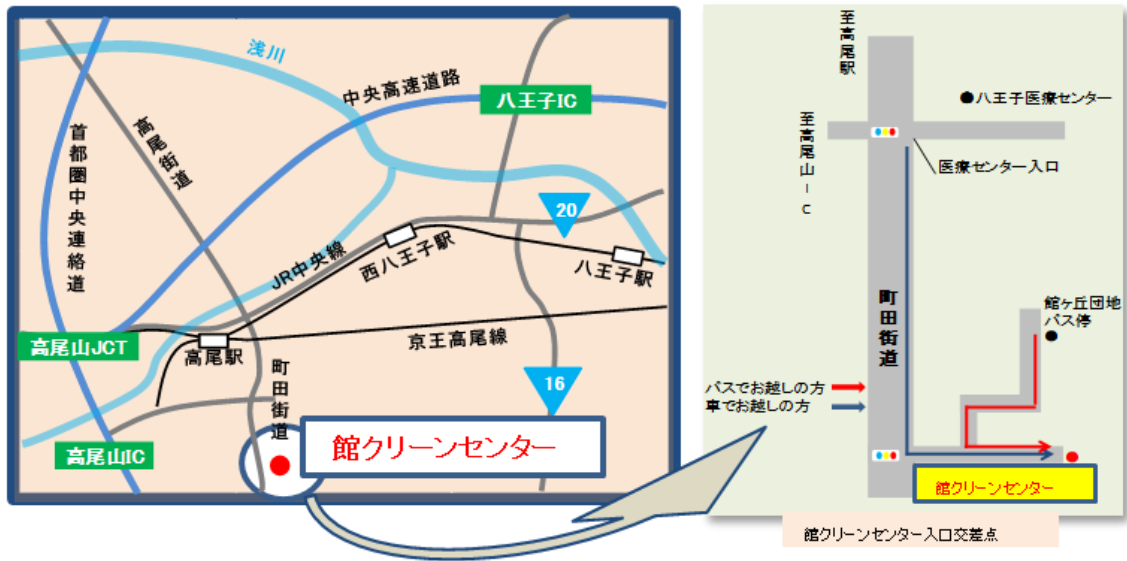 浅川
中央高速道路
八王子IC
首都圏中央連絡道
高尾街道
20
JR中央線
西八王子駅
八王子駅
高尾山JCT
高尾駅
京王高尾線
町田街道
16
館クリーンセンター
高尾山IC
至高尾駅
●八王子医療センター
至高尾山IC
医療センター入口
町田街道
館ヶ丘団地
バス停
バスでお越しの方
車でお越しの方
館クリーンセンター
館クリーンセンター入口交差点